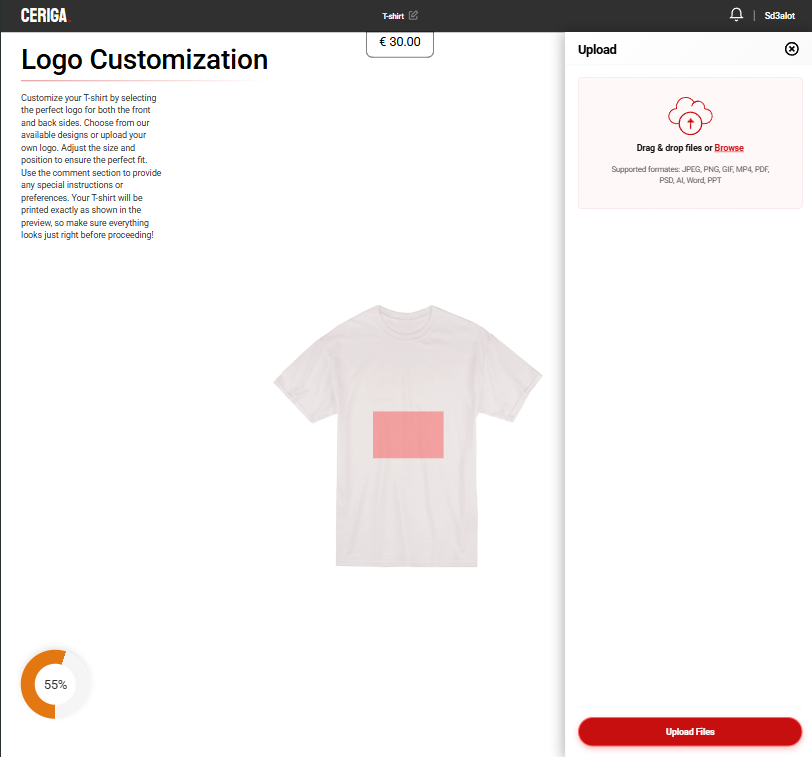 CERIGA.
T-shirt
Sd3alot
Logo Customization
€ 30.00
Customize your T-shirt by selecting
the perfect logo for both the front
and back sides. Choose from our
available designs or upload your
own logo. Adjust the size and
position to ensure the perfect fit.
Use the comment section to provide
any special instructions or
preferences. Your T-shirt will be
printed exactly as shown in the
preview, so make sure everything
looks just right before proceeding!
55%
Upload
Drag & drop files or Browse
Supported formates: JPEG, PNG, GIF, MP4, PDF,
PSD, AI, Word, PPT
Upload Files